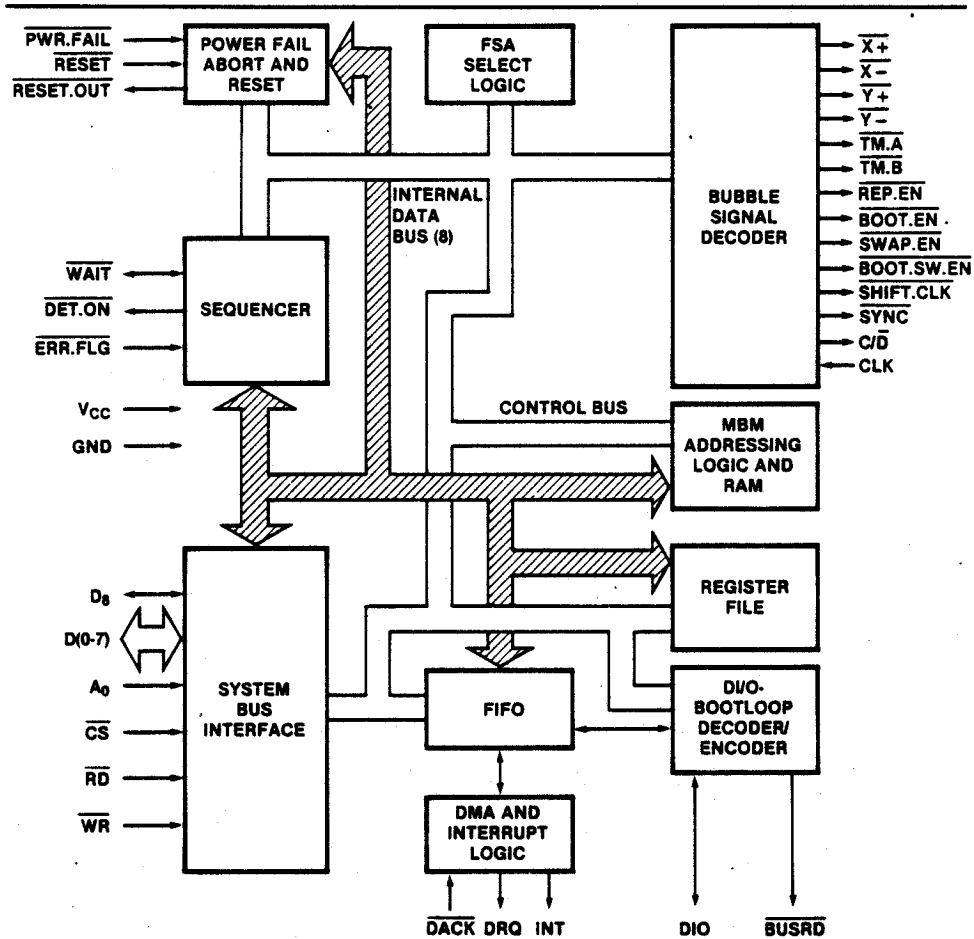 PWR.FAIL
RESET
RESET.OUT
POWER FAIL
ABORT AND
RESET
FSA
SELECT
LOGIC
BUBBLE
SIGNAL
DECODER
X+
X−
Y+
Y−
TM.A
TM.B
REP.EN
BOOT.EN
SWAP.EN
BOOT.SW.EN
SHIFT.CLK
SYNC
C/D̅
CLK
INTERNAL
DATA
BUS (8)
WAIT
DET.ON
ERR.FLG
SEQUENCER
VCC
GND
CONTROL BUS
MBM
ADDRESSING
LOGIC AND
RAM
REGISTER
FILE
D8
D(0-7)
A0
CS
RD
WR
SYSTEM
BUS
INTERFACE
FIFO
DI/O-
BOOTLOOP
DECODER/
ENCODER
DMA AND
INTERRUPT
LOGIC
DACK DRQ INT
DIO
BUSRD